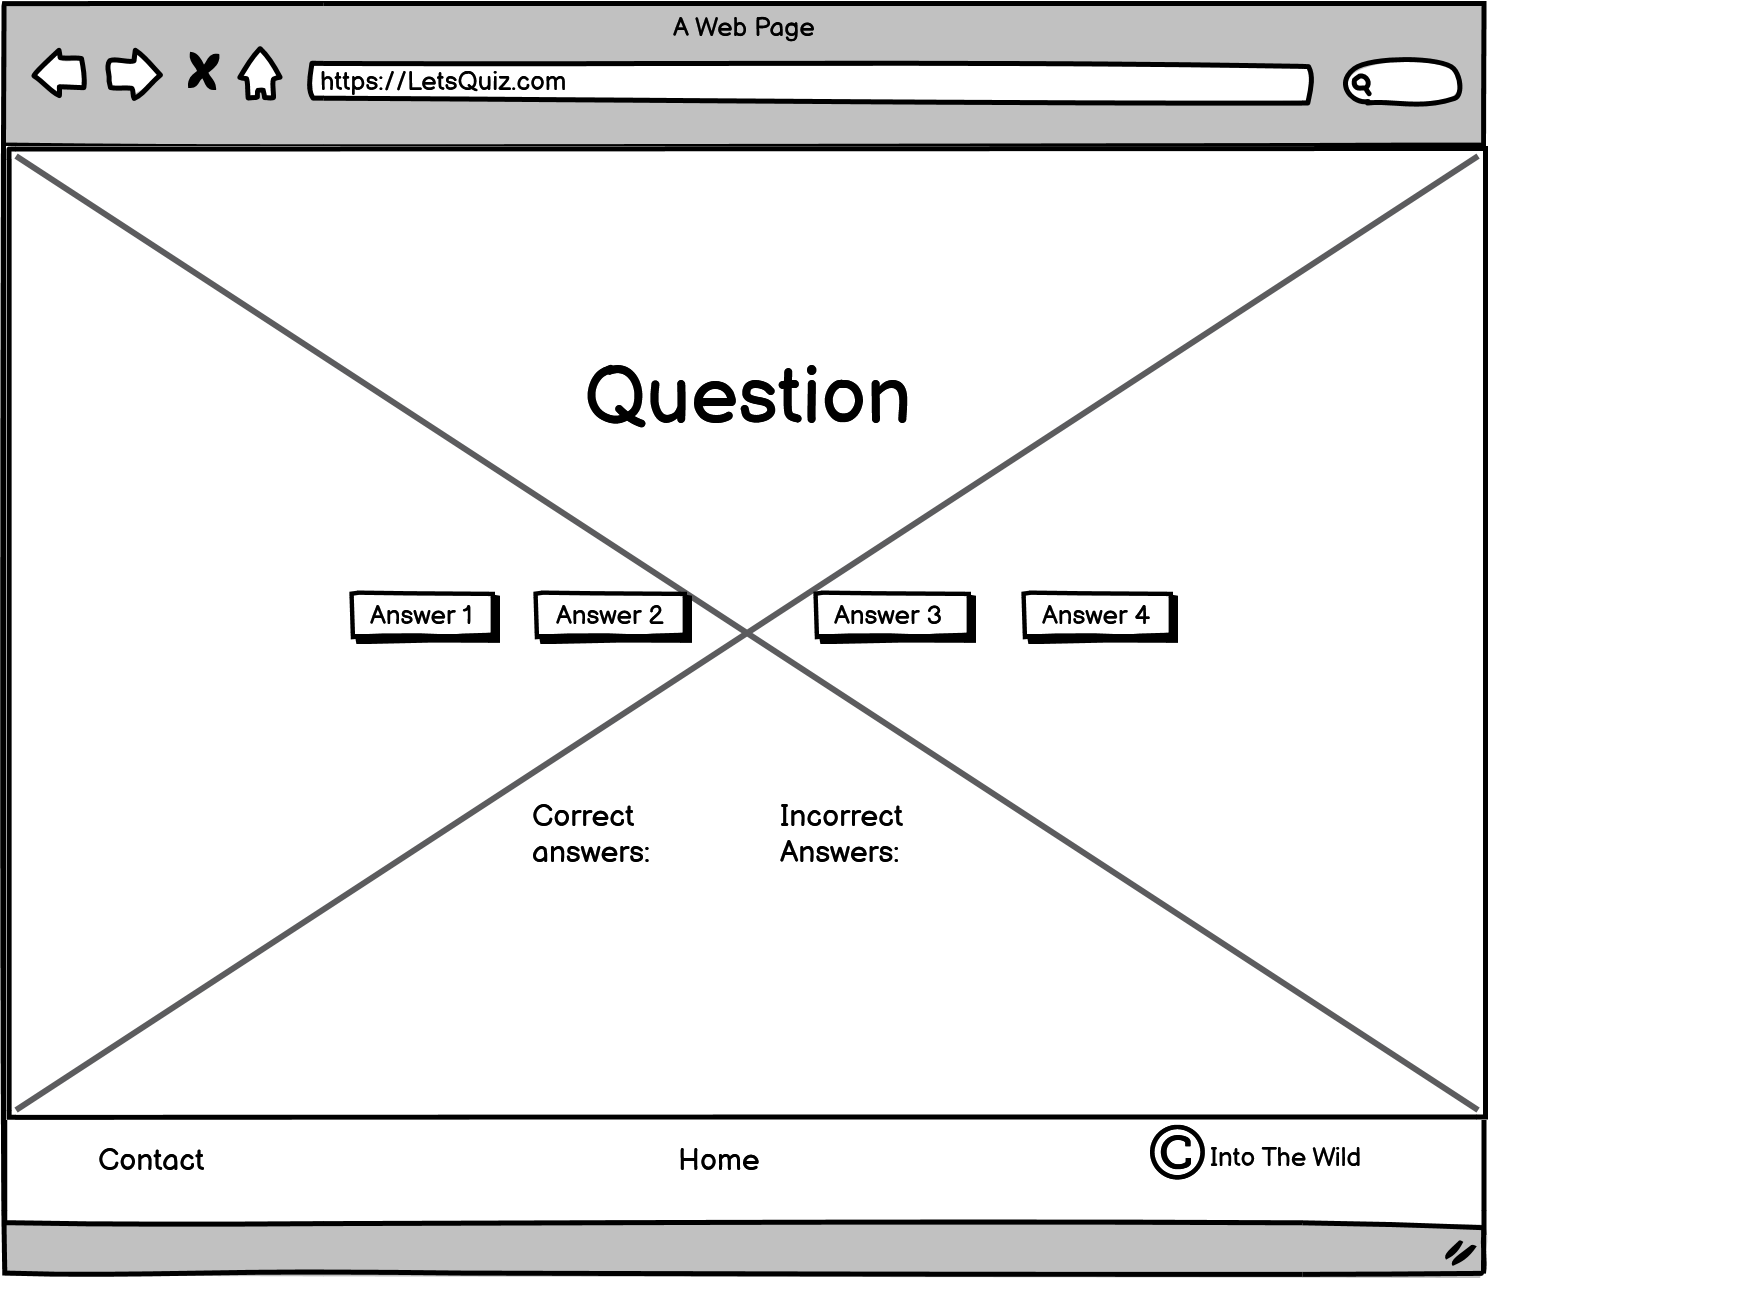 A Web Page
https://LetsQuiz.com
Question
Answer 1
Answer 2
Answer 3
Answer 4
Correct
answers:
Incorrect
Answers:
Contact
Home
© Into The Wild